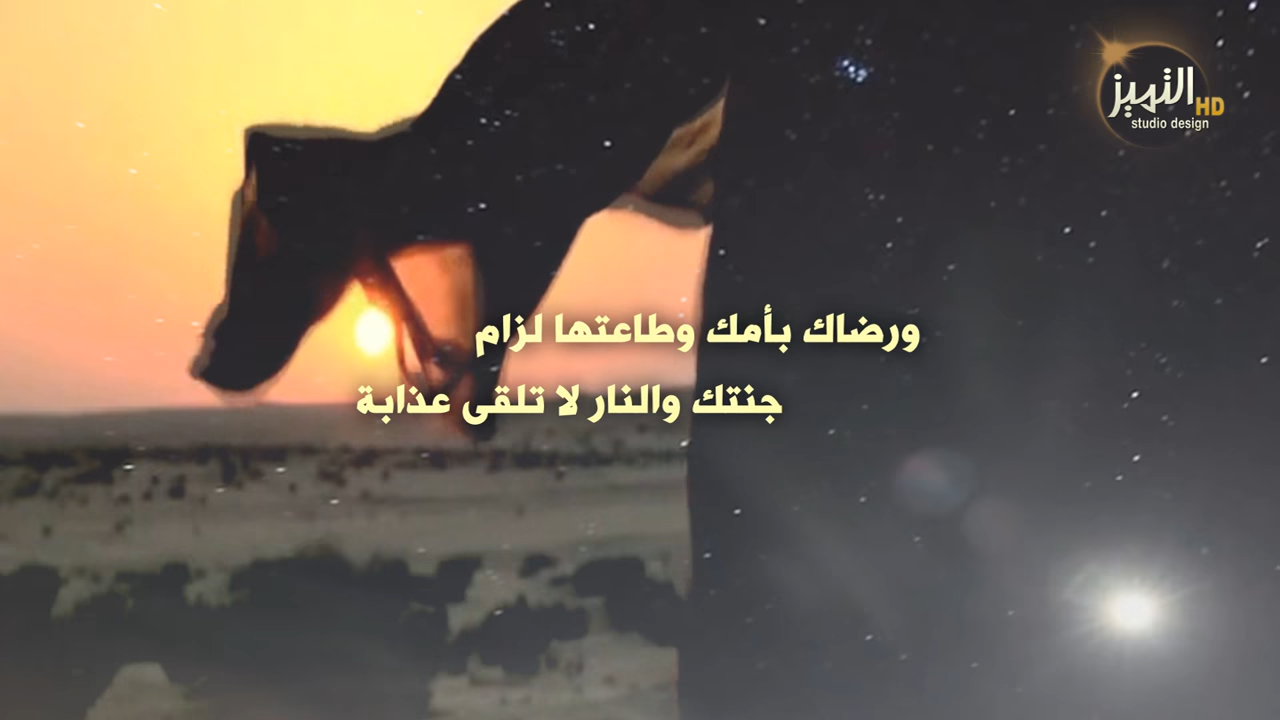 التميز HD
studio design
ورضاك بأمك وطاعتها لزام
جنتك والنار لا تلقى عذابة